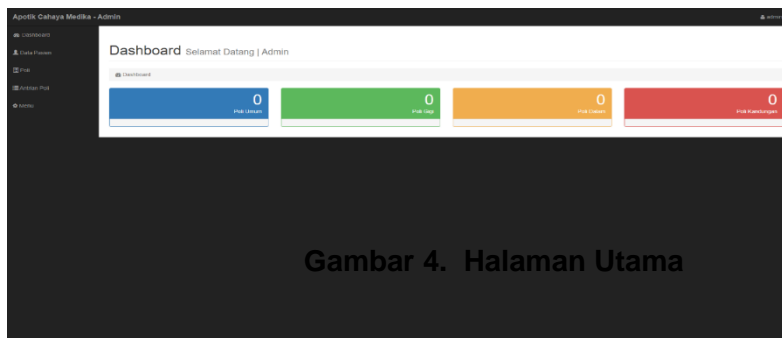 Apotik Cahaya Medika - Admin
admin
Dashboard
Data Pasien
Poli
Antrian Poli
Menu
Dashboard Selamat Datang | Admin
Dashboard
0
Poli Umum
0
Poli Gigi
0
Poli Dalam
0
Poli Kandungan
Gambar 4. Halaman Utama